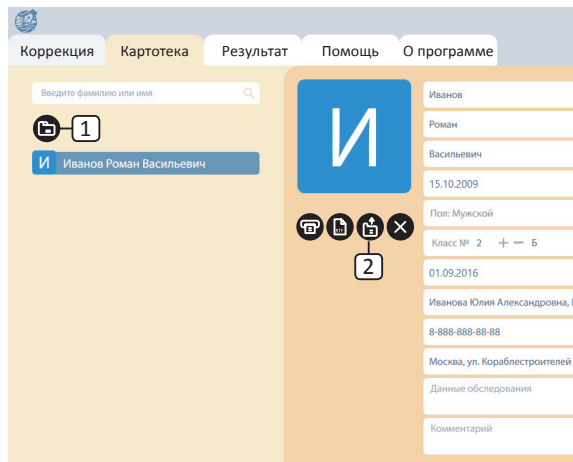 Коррекция Картотека Результат Помощь О программе
Введите фамилию или имя
1
И Иванов Роман Васильевич
И
2
Иванов
Роман
Васильевич
15.10.2009
Пол: Мужской
Класс № 2 + − Б
01.09.2016
Иванова Юлия Александровна,
8-888-888-88-88
Москва, ул. Кораблестроителей
Данные обследования
Комментарий